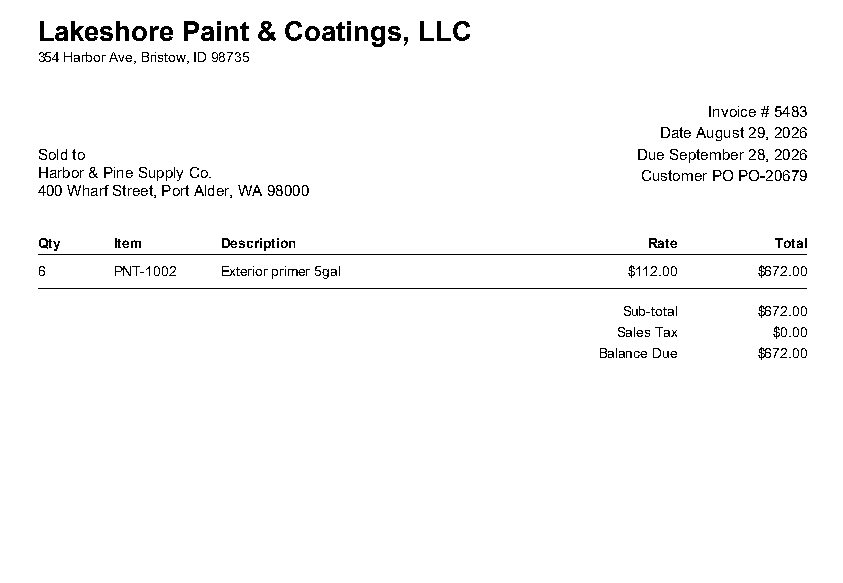 Lakeshore Paint & Coatings, LLC
354 Harbor Ave, Bristow, ID 98735
Invoice # 5483
Date August 29, 2026
Due September 28, 2026
Customer PO PO-20679
Sold to
Harbor & Pine Supply Co.
400 Wharf Street, Port Alder, WA 98000
Qty Item Description Rate Total
6 PNT-1002 Exterior primer 5gal $112.00 $672.00
Sub-total $672.00
Sales Tax $0.00
Balance Due $672.00